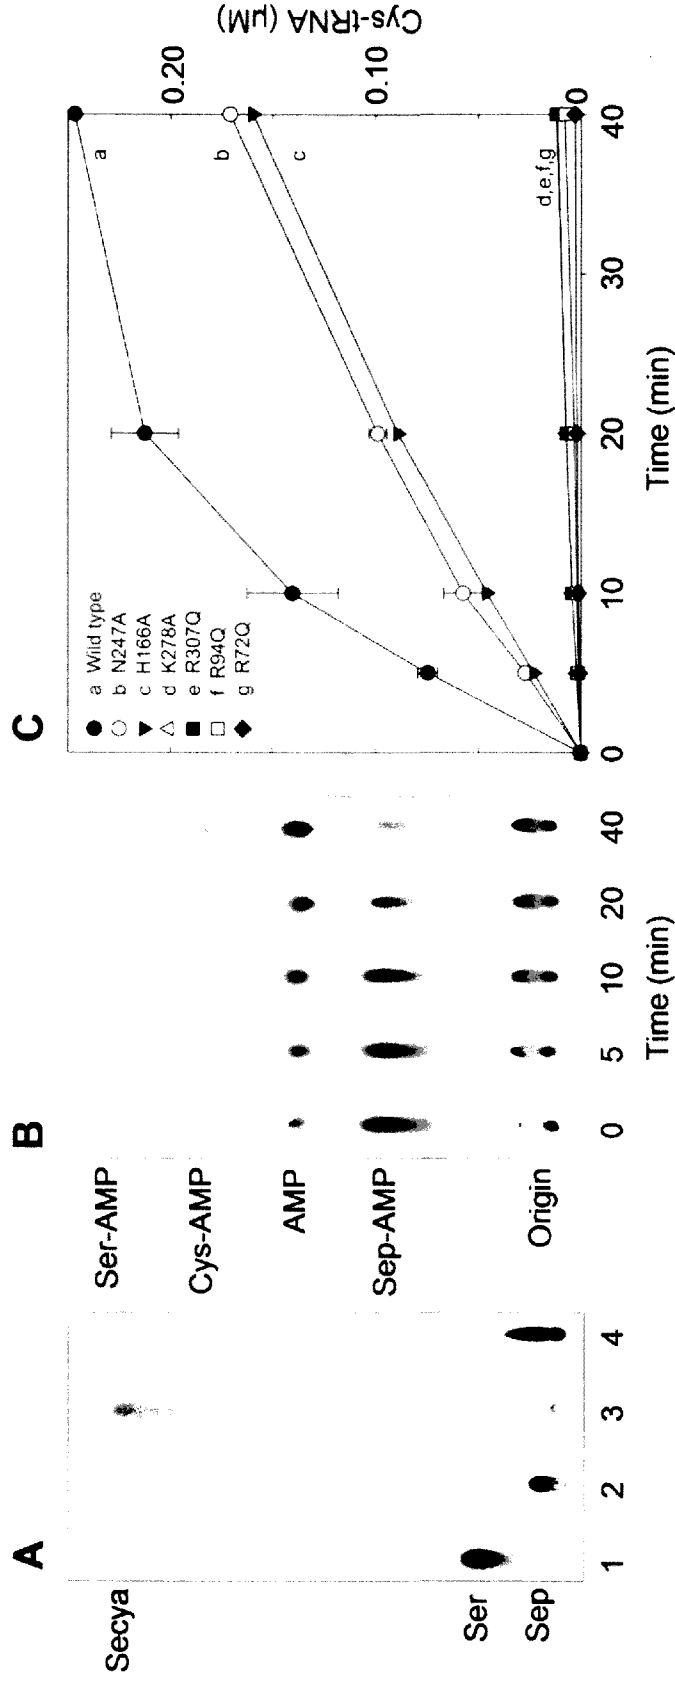 A
Secya
Ser
Sep
1 2 3 4
B
Ser-AMP
Cys-AMP
AMP
Sep-AMP
Origin
0 5 10 20 40
Time (min)
C
a Wild type
b N247A
c H166A
d K278A
e R307Q
f R94Q
g R72Q
a
b
c
d,e,f,g
0.20
0.10
0
Cys-tRNA (μM)
0 10 20 30 40
Time (min)